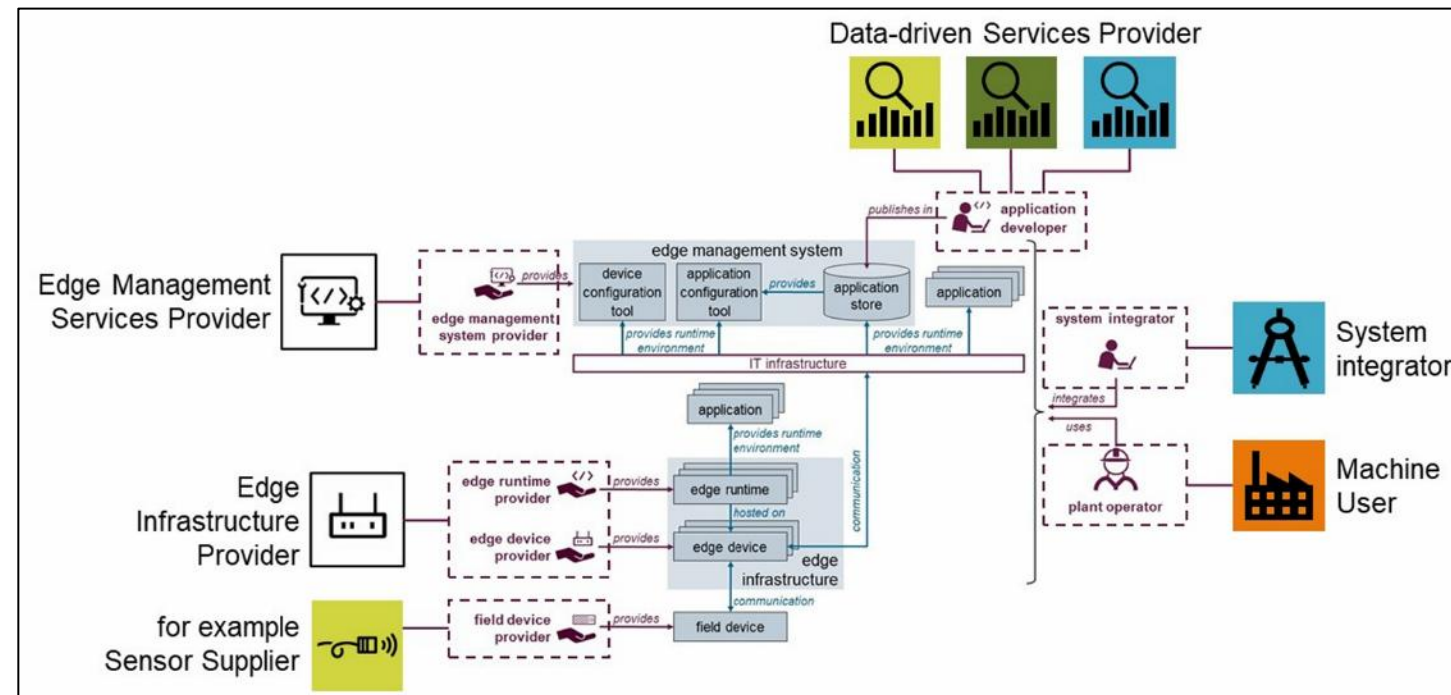 Data-driven Services Provider
publishes in
</>
application
developer
edge management system
Edge Management
Services Provider
</>
</>
provides
edge management
system provider
device
configuration
tool
application
configuration
tool
provides
application
store
application
provides runtime
environment
provides runtime
environment
IT infrastructure
system integrator
System
integrator
integrates
uses
application
provides runtime
environment
communication
Edge
Infrastructure
Provider
edge runtime
provider
</>
provides
edge runtime
hosted on
edge device
provider
provides
edge device
edge
infrastructure
plant operator
Machine
User
communication
for example
Sensor Supplier
field device
provider
provides
field device